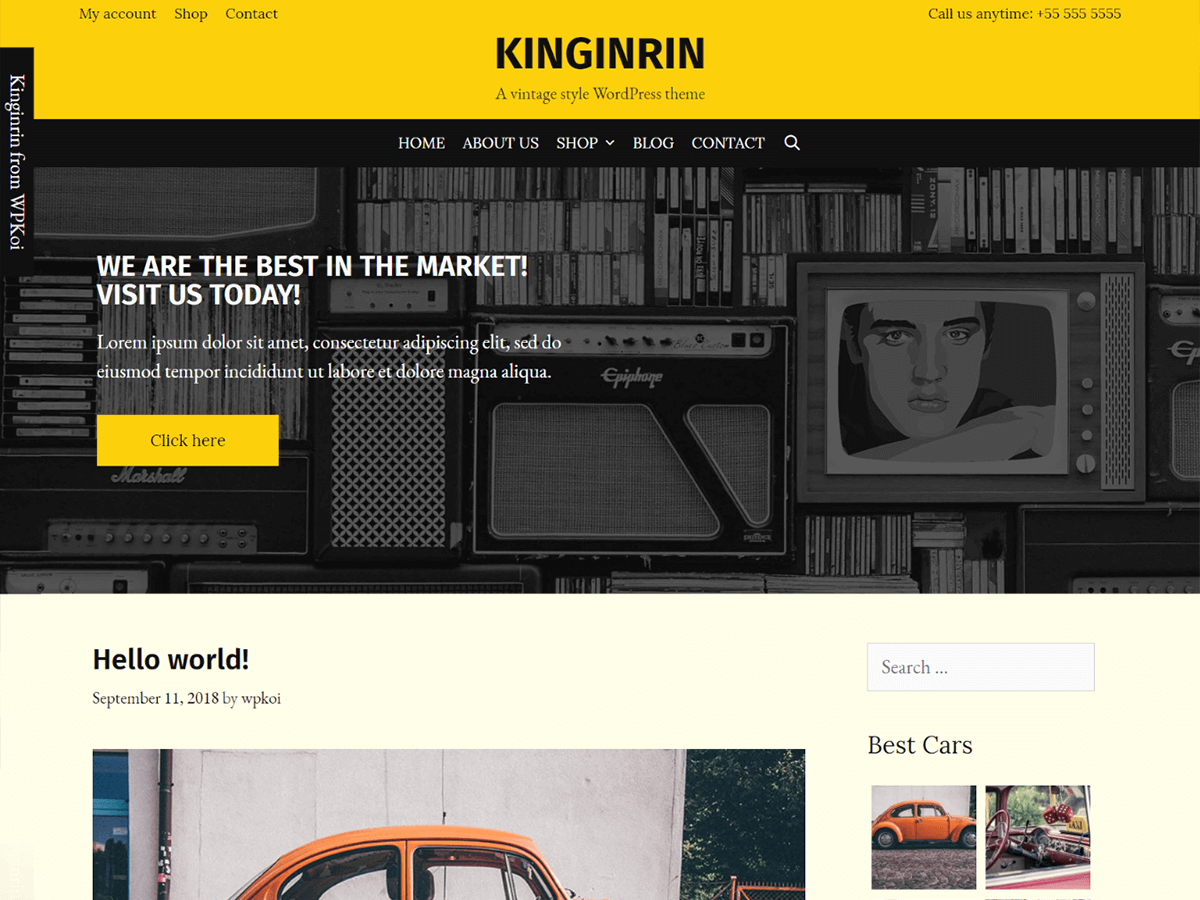 My account Shop Contact
Call us anytime: +55 555 5555
KINGINRIN
A vintage style WordPress theme
Kinginrin from WPKoi
HOME ABOUT US SHOP BLOG CONTACT
WE ARE THE BEST IN THE MARKET!
VISIT US TODAY!
Lorem ipsum dolor sit amet, consectetur adipiscing elit, sed do
eiusmod tempor incididunt ut labore et dolore magna aliqua.
Click here
Epiphone
Marshall
Hello world!
September 11, 2018 by wpkoi
Search ...
Best Cars
TAXI